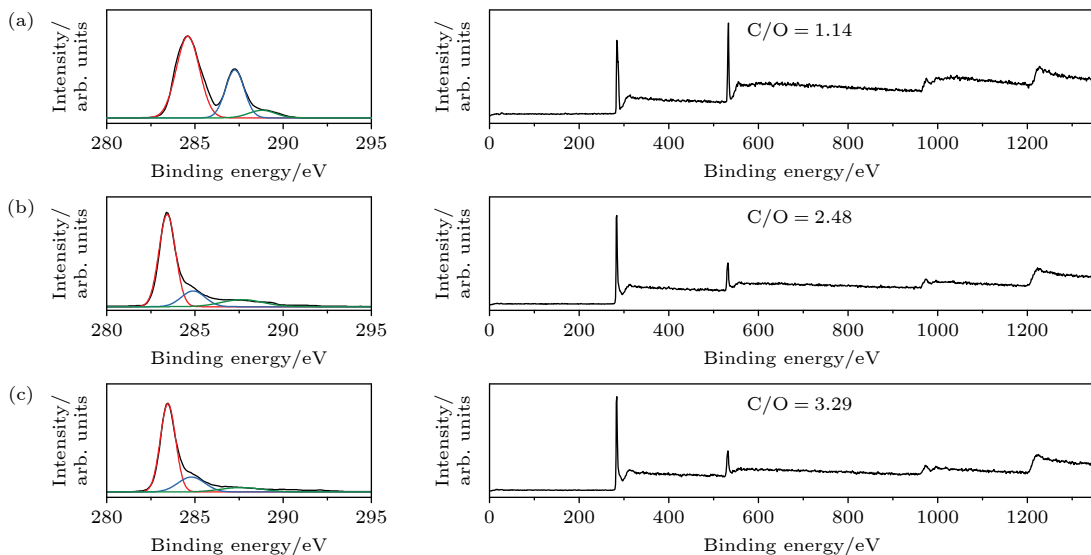 (a)
Intensity/
arb. units
280 285 290 295
Binding energy/eV
Intensity/
arb. units
C/O = 1.14
0 200 400 600 800 1000 1200
Binding energy/eV
(b)
Intensity/
arb. units
280 285 290 295
Binding energy/eV
Intensity/
arb. units
C/O = 2.48
0 200 400 600 800 1000 1200
Binding energy/eV
(c)
Intensity/
arb. units
280 285 290 295
Binding energy/eV
Intensity/
arb. units
C/O = 3.29
0 200 400 600 800 1000 1200
Binding energy/eV